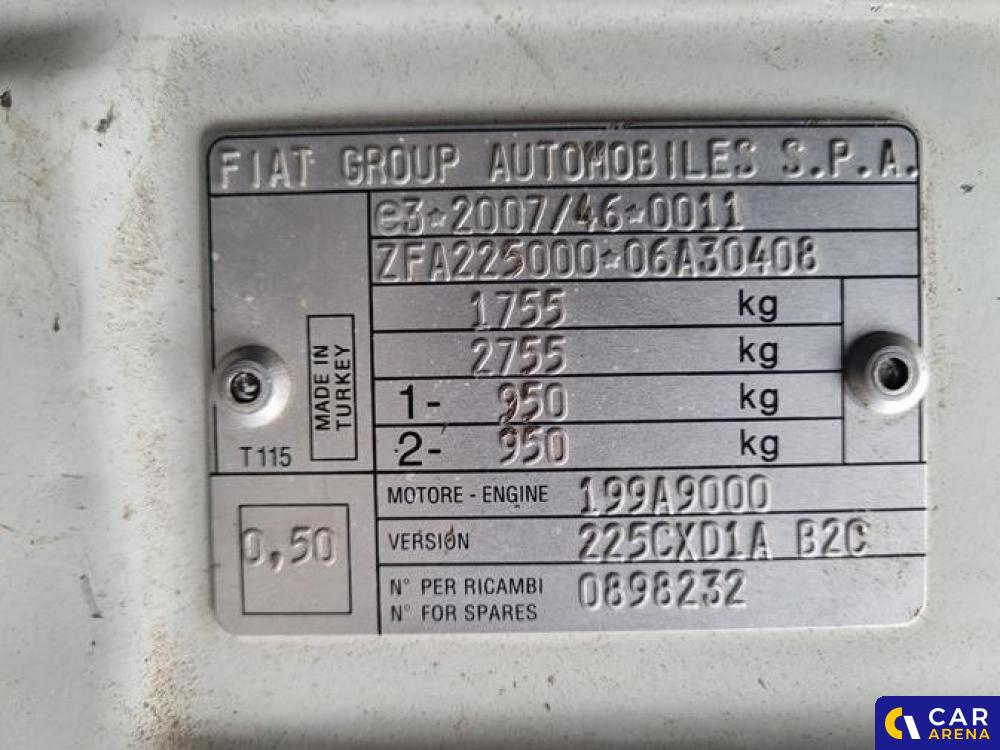 FIAT GROUP AUTOMOBILES S.P.A.
e3*2007/46*0011
ZFA225000*06A30408
1755 kg
2755 kg
1- 950 kg
2- 950 kg
MADE IN
TURKEY
T115
MOTORE - ENGINE 199A9000
VERSION 225CXD1A B2C
0,50
N° PER RICAMBI
N° FOR SPARES
0898232
CAR
ARENA